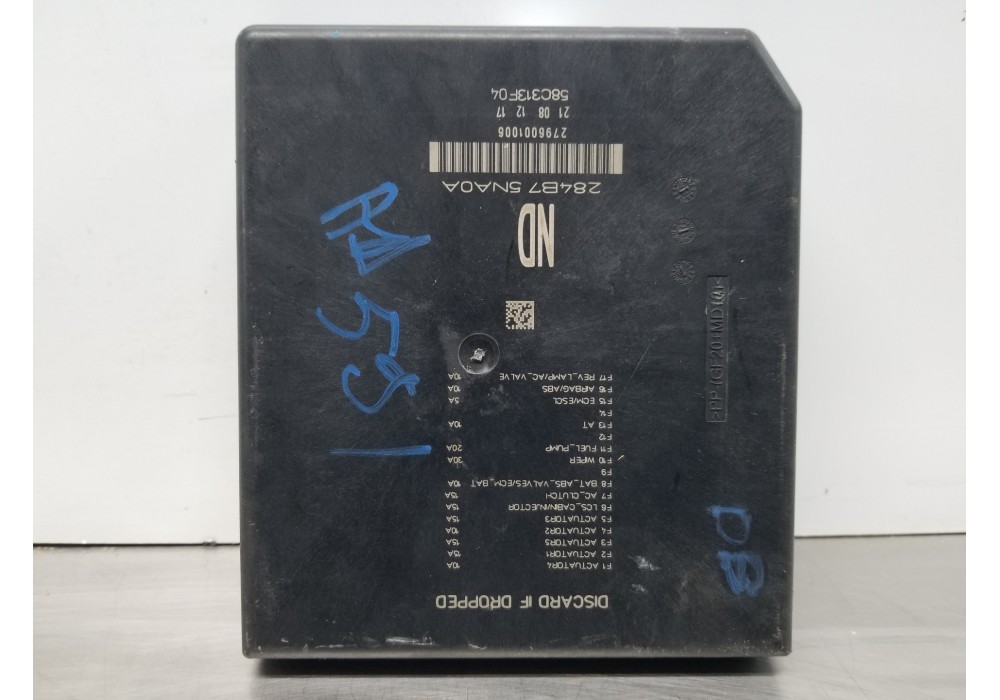 DISCARD IF DROPPED
F1 ACTUATOR4 10A
F2 ACTUATOR1 15A
F3 ACTUATOR5 15A
F4 ACTUATOR2 10A
F5 ACTUATOR3 15A
F6 LCS_CABIN/INJECTOR 15A
F7 AC_CLUTCH 15A
F8 BAT_ABS_VALVES/ECM_BAT 10A
F9
F10 WIPER 30A
F11 FUEL_PUMP 20A
F12
F13 AT 10A
F14
F15 ECM/ESCL 5A
F16 AIRBAG/ABS 10A
F17 REV_LAMP/AC_VALVE 10A
ND
284B7 5NA0A
2796001006
21 08 12 17
58C313F04
551
DB